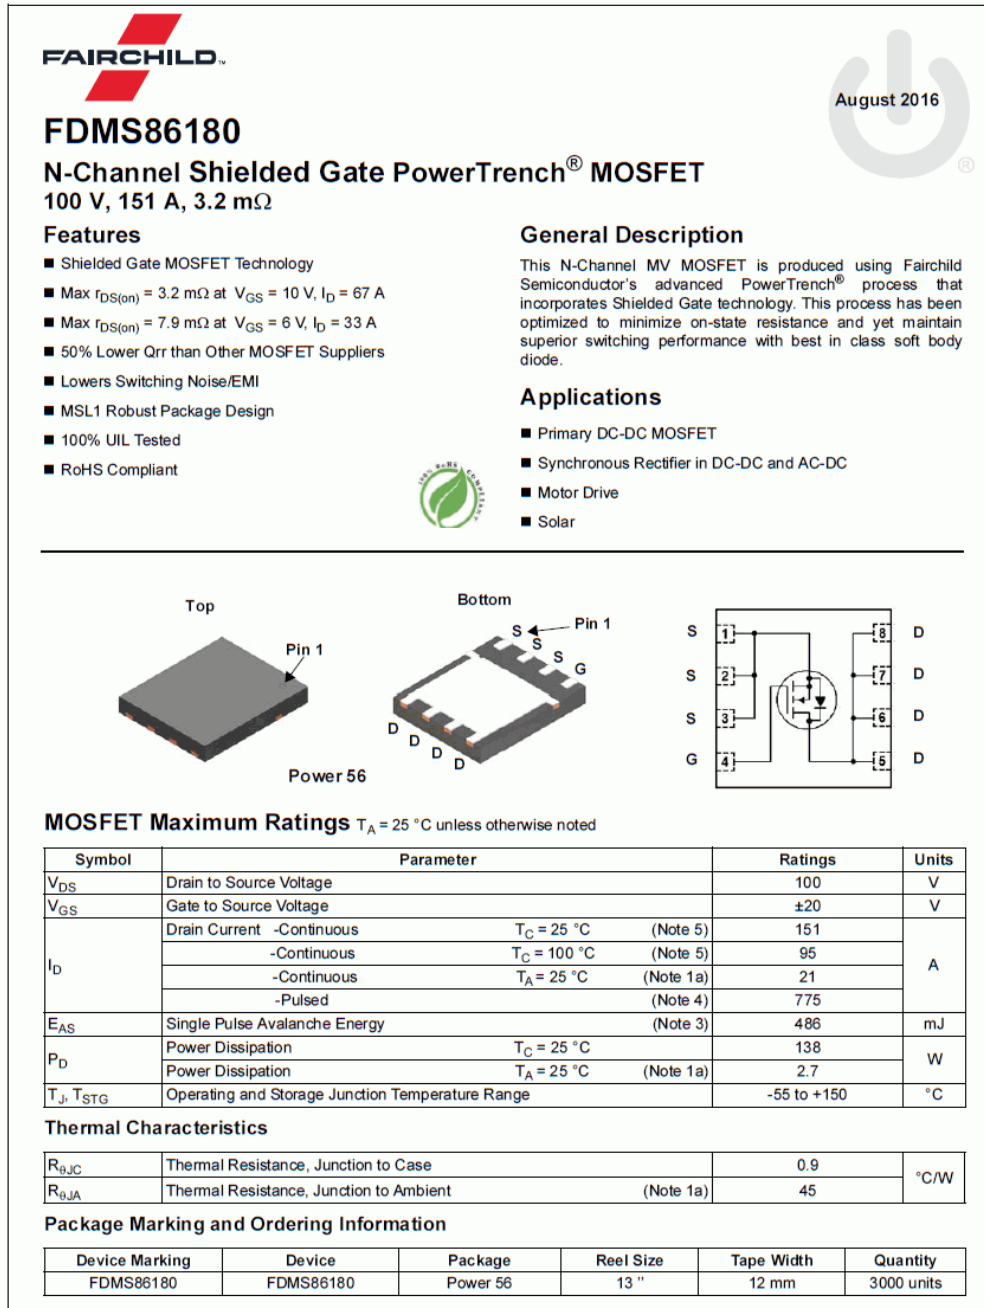 FAIRCHILD™
August 2016
®
FDMS86180
N-Channel Shielded Gate PowerTrench® MOSFET
100 V, 151 A, 3.2 mΩ
Features
■ Shielded Gate MOSFET Technology
■ Max rDS(on) = 3.2 mΩ at VGS = 10 V, ID = 67 A
■ Max rDS(on) = 7.9 mΩ at VGS = 6 V, ID = 33 A
■ 50% Lower Qrr than Other MOSFET Suppliers
■ Lowers Switching Noise/EMI
■ MSL1 Robust Package Design
■ 100% UIL Tested
■ RoHS Compliant
General Description
This N-Channel MV MOSFET is produced using Fairchild
Semiconductor's advanced PowerTrench® process that
incorporates Shielded Gate technology. This process has been
optimized to minimize on-state resistance and yet maintain
superior switching performance with best in class soft body
diode.
Applications
■ Primary DC-DC MOSFET
■ Synchronous Rectifier in DC-DC and AC-DC
■ Motor Drive
■ Solar
Top
Pin 1
Bottom
S
Pin 1
S
S
G
D
D
D
D
Power 56
S 1 8 D
S 2 7 D
S 3 6 D
G 4 5 D
MOSFET Maximum Ratings TA = 25 °C unless otherwise noted
Symbol Parameter Ratings Units
VDS Drain to Source Voltage 100 V
VGS Gate to Source Voltage ±20 V
ID Drain Current -Continuous TC = 25 °C (Note 5) 151 A
-Continuous TC = 100 °C (Note 5) 95
-Continuous TA = 25 °C (Note 1a) 21
-Pulsed (Note 4) 775
EAS Single Pulse Avalanche Energy (Note 3) 486 mJ
PD Power Dissipation TC = 25 °C 138 W
Power Dissipation TA = 25 °C (Note 1a) 2.7
TJ, TSTG Operating and Storage Junction Temperature Range -55 to +150 °C
Thermal Characteristics
RθJC Thermal Resistance, Junction to Case 0.9 °C/W
RθJA Thermal Resistance, Junction to Ambient (Note 1a) 45
Package Marking and Ordering Information
Device Marking Device Package Reel Size Tape Width Quantity
FDMS86180 FDMS86180 Power 56 13 ” 12 mm 3000 units